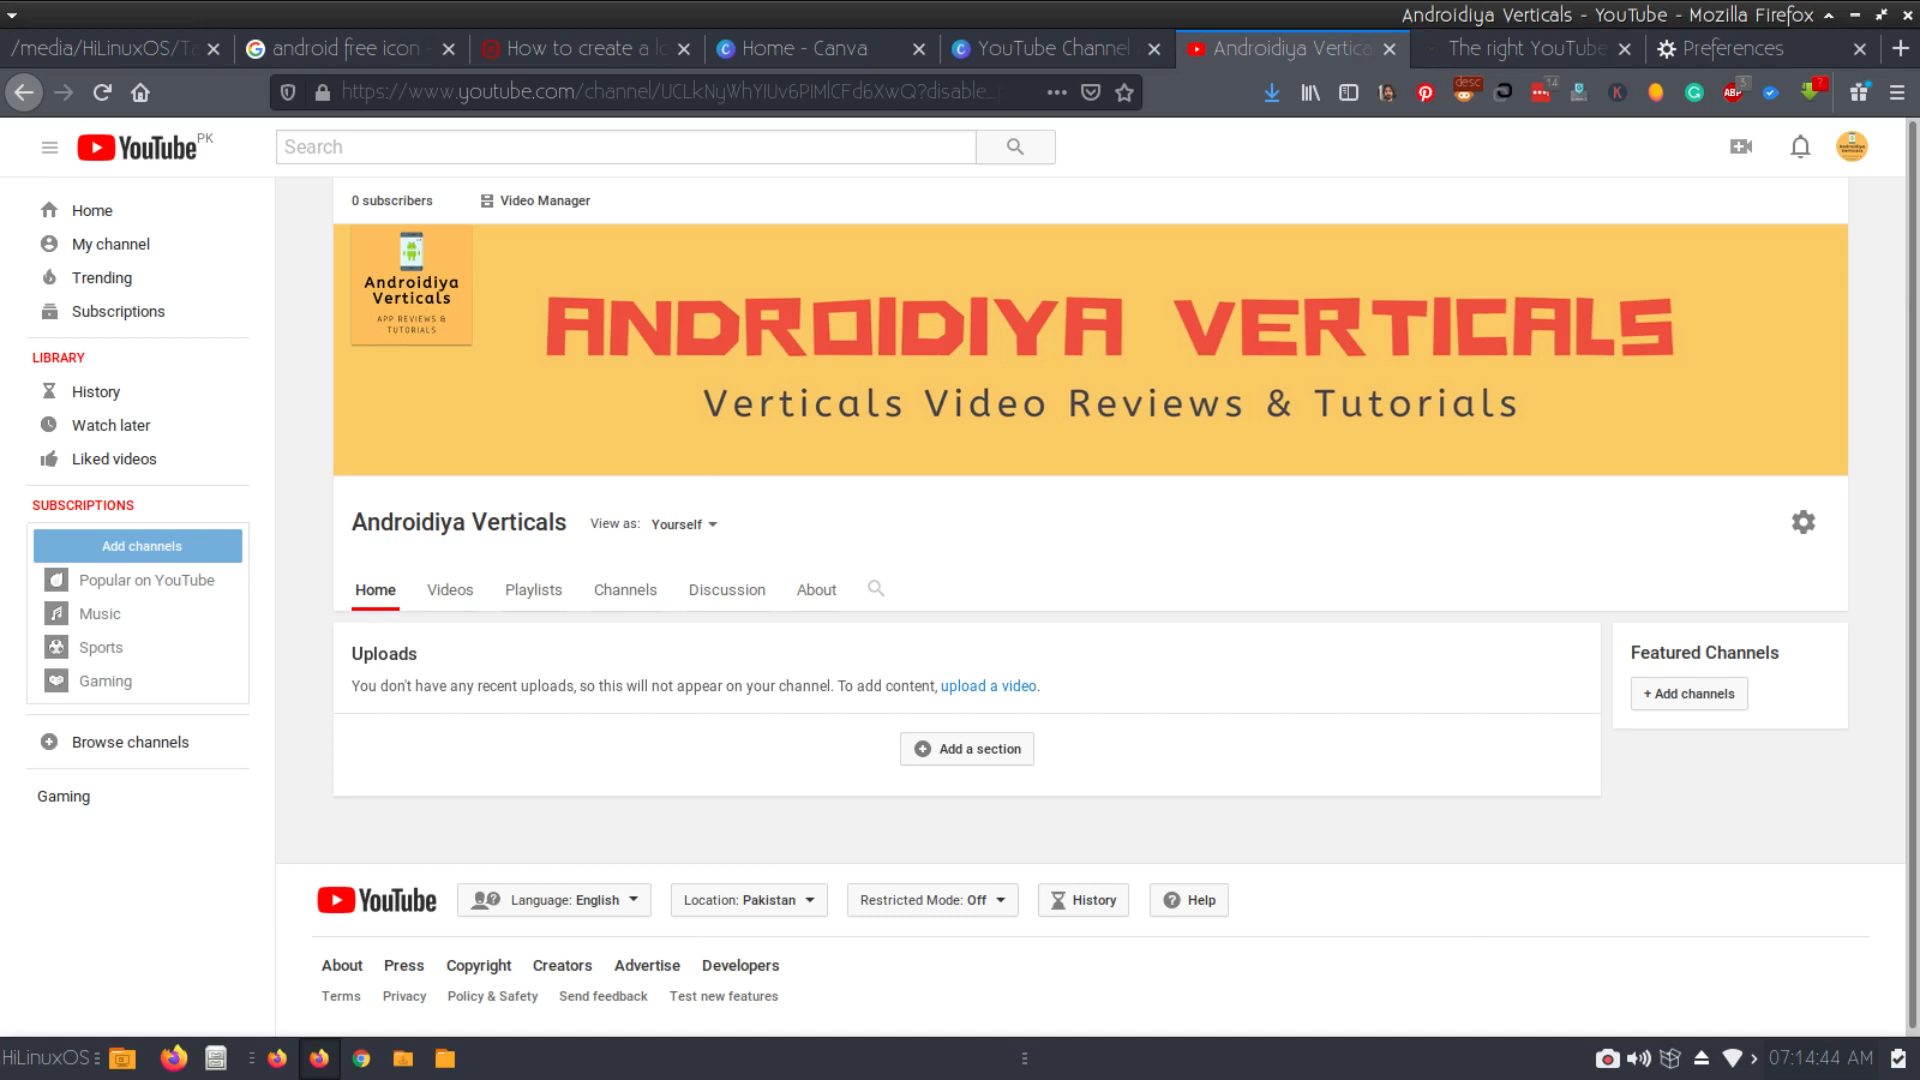 Androidiya Verticals - YouTube - Mozilla Firefox
/media/HiLinuxOS/Ta
android free icon -
How to create a lo
Home - Canva
YouTube Channel
Androidiya Vertica
The right YouTube
Preferences
https://www.youtube.com/channel/UCLkNyWhYIUv6PIMlCFd6XwQ?disable...
desc
14
ABP
3
?
YouTube PK
Search
0 subscribers
Video Manager
Home
My channel
Trending
Subscriptions
LIBRARY
History
Watch later
Liked videos
SUBSCRIPTIONS
Add channels
Popular on YouTube
Music
Sports
Gaming
Browse channels
Gaming
Androidiya
Verticals
APP REVIEWS &
TUTORIALS
ANDROIDIYA VERTICALS
Verticals Video Reviews & Tutorials
Androidiya Verticals
View as: Yourself
Home Videos Playlists Channels Discussion About
Uploads
You don't have any recent uploads, so this will not appear on your channel. To add content, upload a video.
Add a section
Featured Channels
+ Add channels
YouTube
Language: English
Location: Pakistan
Restricted Mode: Off
History
Help
About Press Copyright Creators Advertise Developers
Terms Privacy Policy & Safety Send feedback Test new features
HiLinuxOS
07:14:44 AM